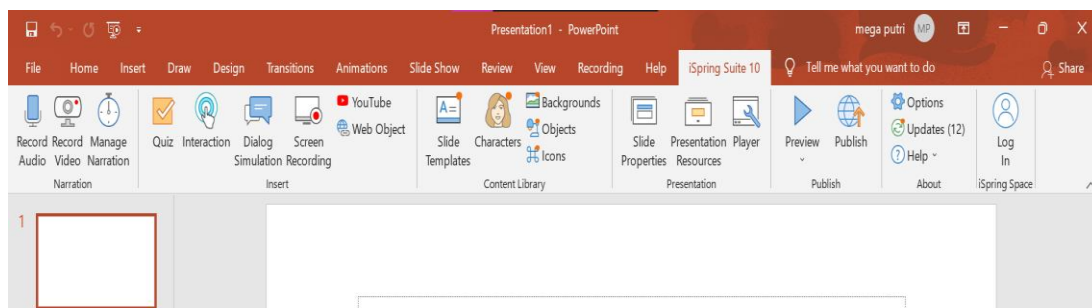 Presentation1 - PowerPoint
mega putri MP
File Home Insert Draw Design Transitions Animations Slide Show Review View Recording Help iSpring Suite 10 Tell me what you want to do Share
Record Audio
Record Video
Manage Narration
Narration
Quiz
Interaction
Dialog Simulation
Screen Recording
YouTube
Web Object
Insert
Slide Templates
Characters
Backgrounds
Objects
Icons
Content Library
Slide Properties
Presentation Resources
Player
Presentation
Preview
Publish
Publish
Options
Updates (12)
Help
About
Log In
iSpring Space
1